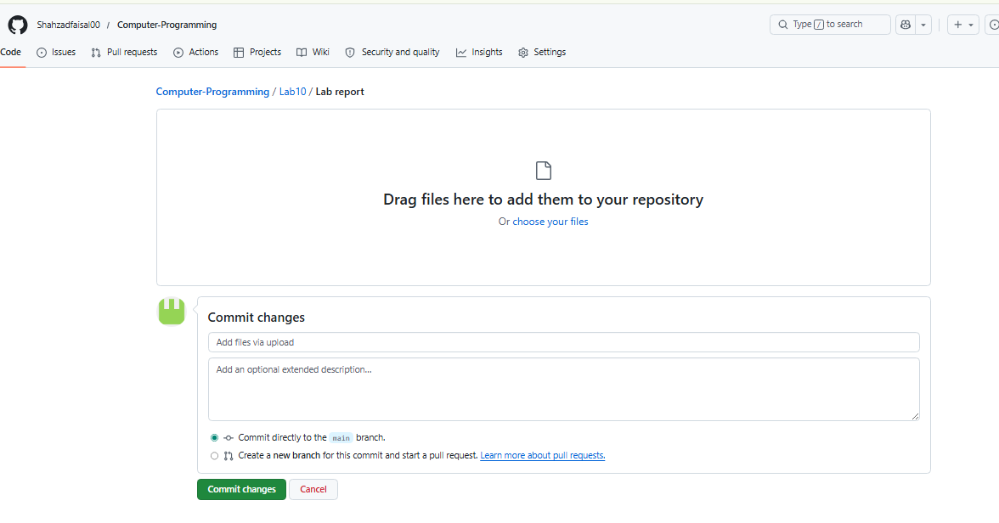 Shahzadfaisal00 / Computer-Programming
Type / to search
Code Issues Pull requests Actions Projects Wiki Security and quality Insights Settings
Computer-Programming / Lab10 / Lab report
Drag files here to add them to your repository
Or choose your files
Commit changes
Add files via upload
Add an optional extended description...
Commit directly to the main branch.
Create a new branch for this commit and start a pull request. Learn more about pull requests.
Commit changes Cancel